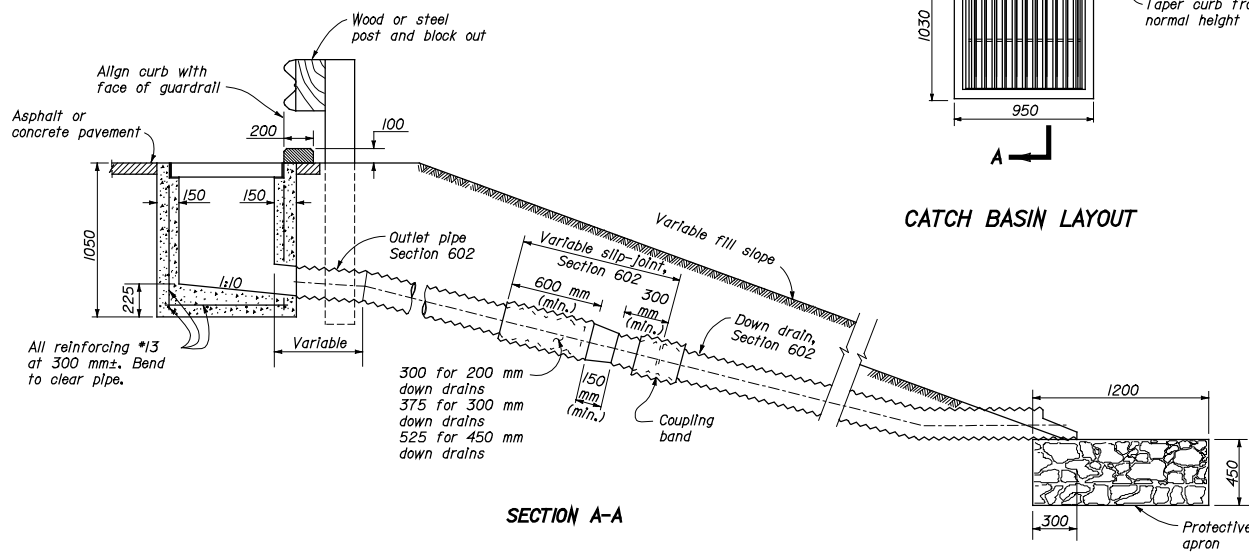 Wood or steel
post and block out
Align curb with
face of guardrail
Asphalt or
concrete pavement
200
100
150
150
1050
225
1:10
Outlet pipe
Section 602
Variable
All reinforcing #13
at 300 mm±. Bend
to clear pipe.
Variable slip-joint,
Section 602
600 mm
(min.)
300
mm
(min.)
Variable fill slope
Down drain,
Section 602
150
mm
(min.)
300 for 200 mm
down drains
375 for 300 mm
down drains
525 for 450 mm
down drains
Coupling
band
1200
450
300
Protective
apron
SECTION A-A
1030
950
A
Taper curb fro
normal height
CATCH BASIN LAYOUT